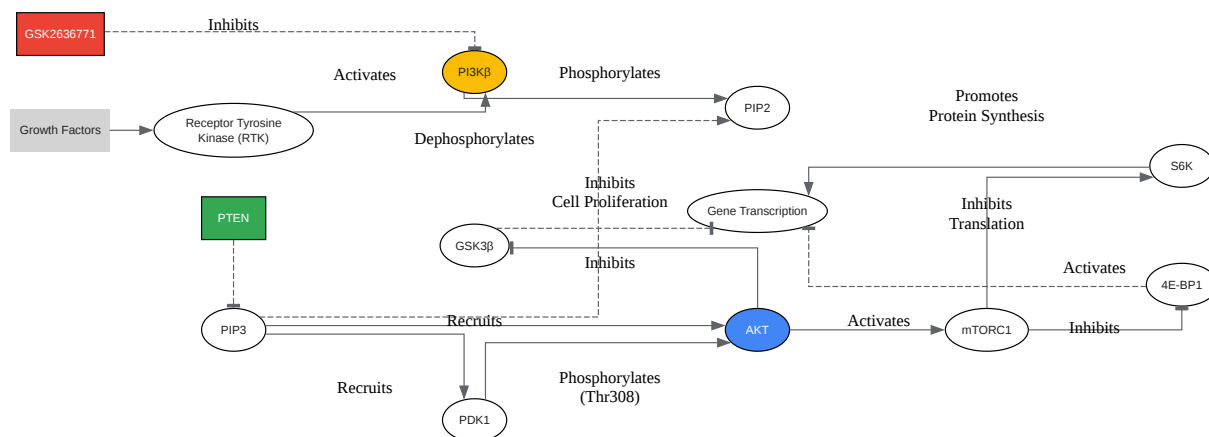 GSK2636771
Inhibits
PI3Kβ
Activates
Phosphorylates
PIP2
Growth Factors
Receptor Tyrosine
Kinase (RTK)
Dephosphorylates
Promotes
Protein Synthesis
S6K
PTEN
Inhibits
Cell Proliferation
Gene Transcription
Inhibits
Translation
GSK3β
Inhibits
Activates
4E-BP1
PIP3
Recruits
AKT
Activates
mTORC1
Inhibits
Recruits
Phosphorylates
(Thr308)
PDK1